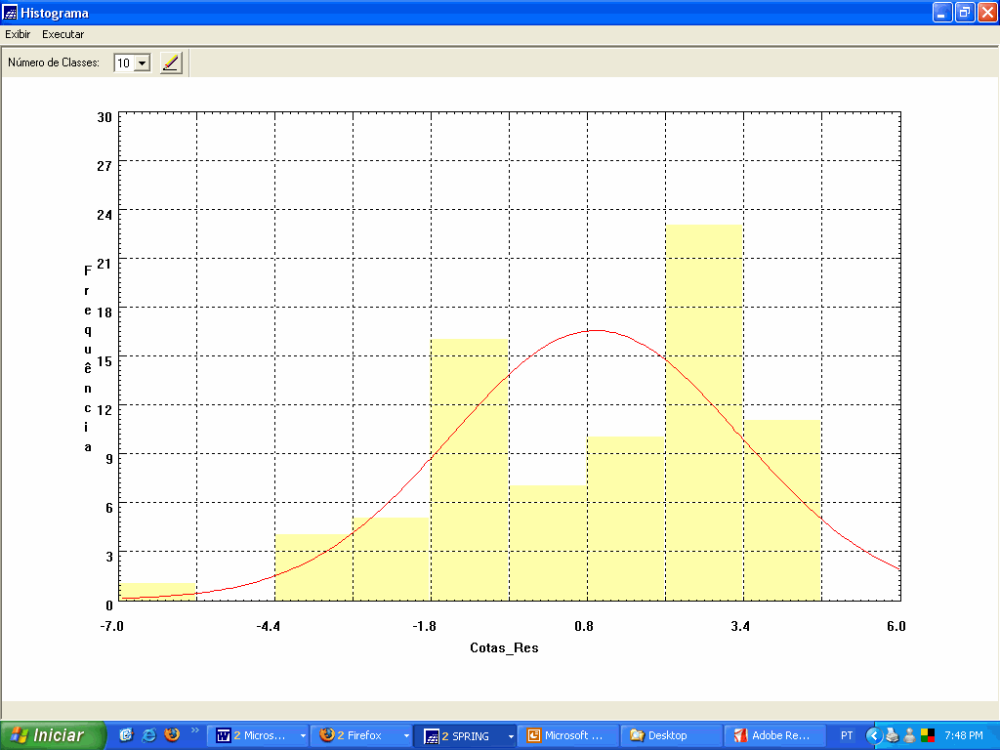 Histograma
Exibir Executar
Número de Classes: 10
30
27
24
21
18
15
12
9
6
3
0
Frequência
-7.0 -4.4 -1.8 0.8 3.4 6.0
Cotas_Res
Iniciar » 2 Micros... 2 Firefox 2 SPRING Microsoft ... Desktop Adobe Re... PT 7:48 PM